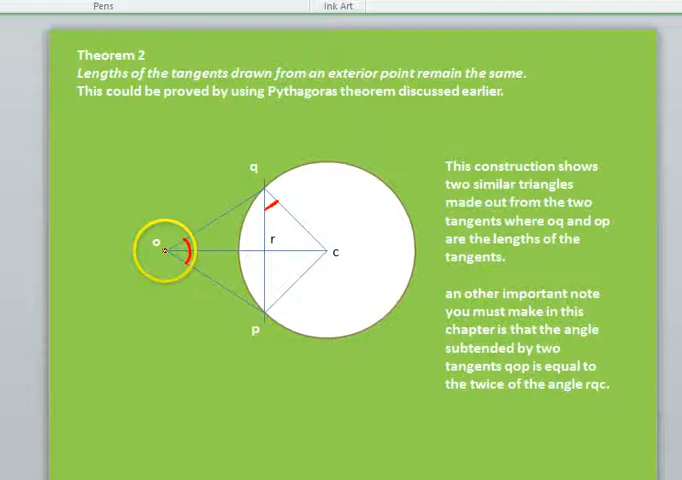 Pens
Ink Art
Theorem 2
Lengths of the tangents drawn from an exterior point remain the same.
This could be proved by using Pythagoras theorem discussed earlier.
q
o
r
c
p
This construction shows
two similar triangles
made out from the two
tangents where oq and op
are the lengths of the
tangents.
an other important note
you must make in this
chapter is that the angle
subtended by two
tangents qop is equal to
the twice of the angle rqc.